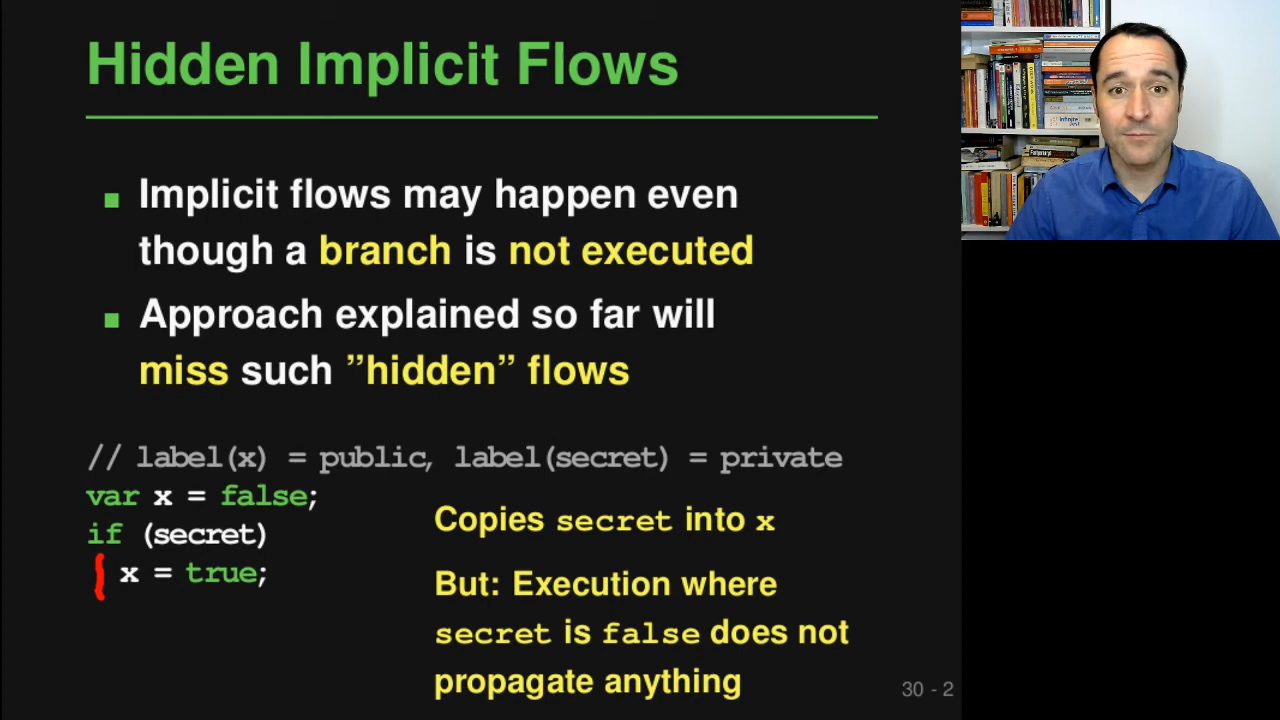 Hidden Implicit Flows
Implicit flows may happen even
though a branch is not executed
Approach explained so far will
miss such ”hidden” flows
// label(x) = public, label(secret) = private
var x = false;
if (secret)
x = true;
Copies secret into x
But: Execution where
secret is false does not
propagate anything
30 - 2
Infinite
Jest